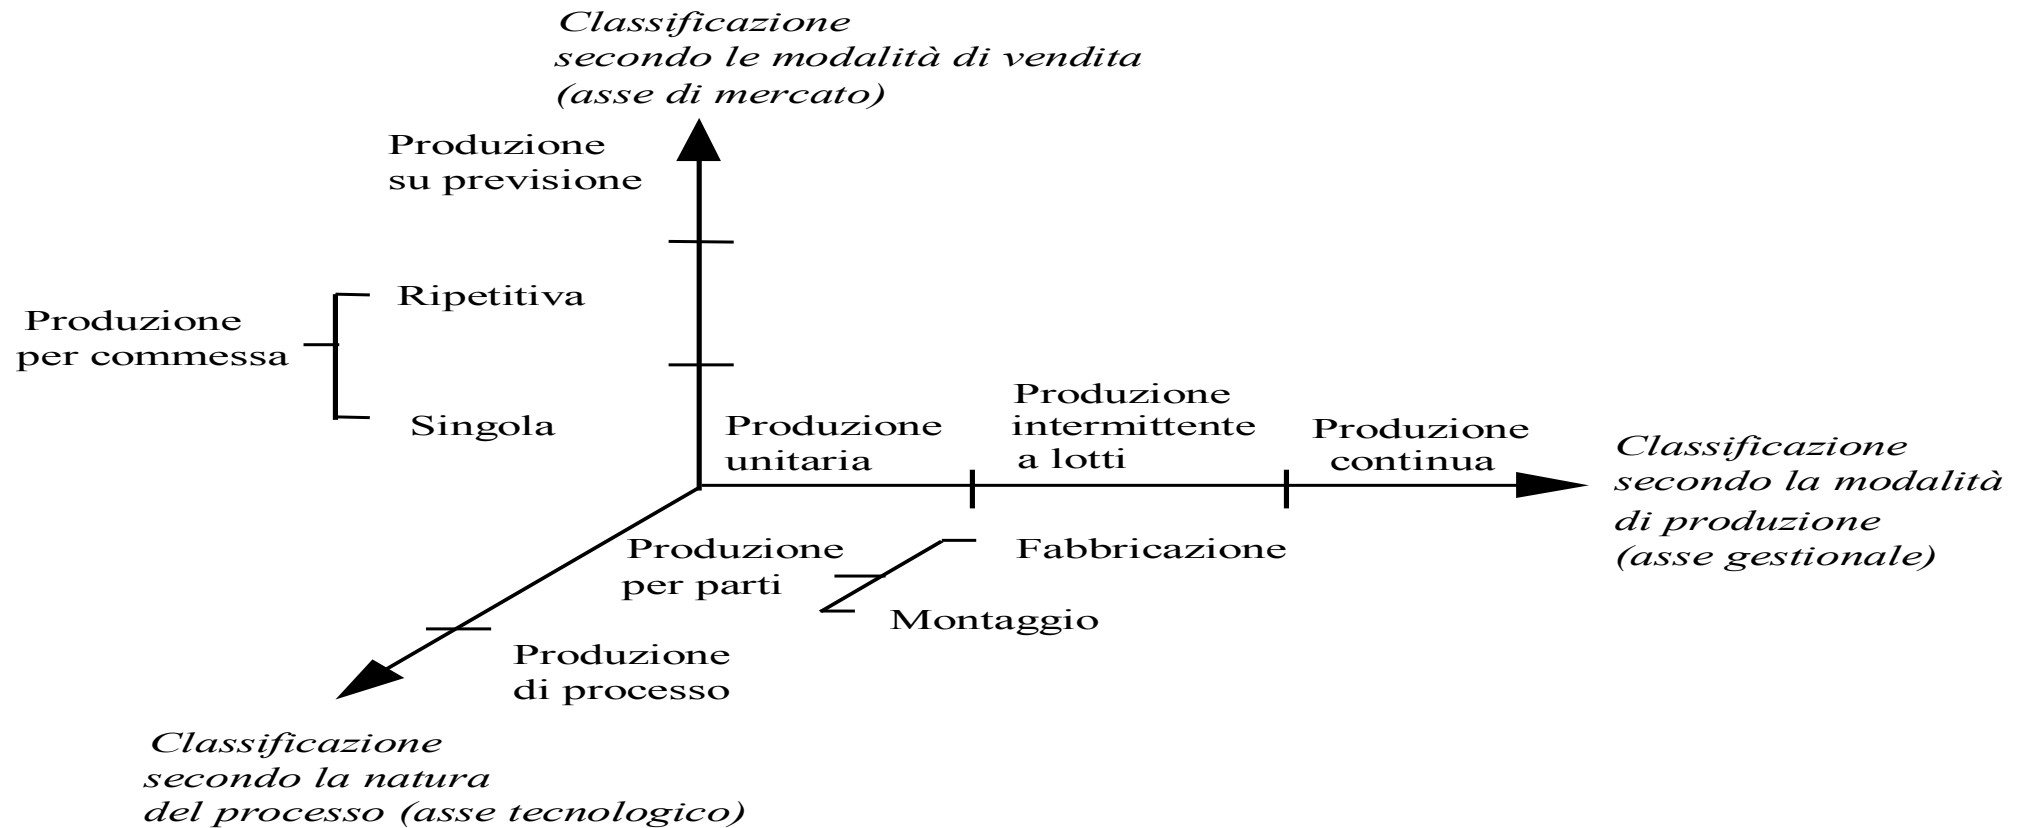 Classificazione
secondo le modalità di vendita
(asse di mercato)
Produzione
su previsione
Ripetitiva
Produzione
per commessa
Singola
Produzione
unitaria
Produzione
intermittente
a lotti
Produzione
continua
Classificazione
secondo la modalità
di produzione
(asse gestionale)
Produzione
per parti
Fabbricazione
Montaggio
Produzione
di processo
Classificazione
secondo la natura
del processo (asse tecnologico)